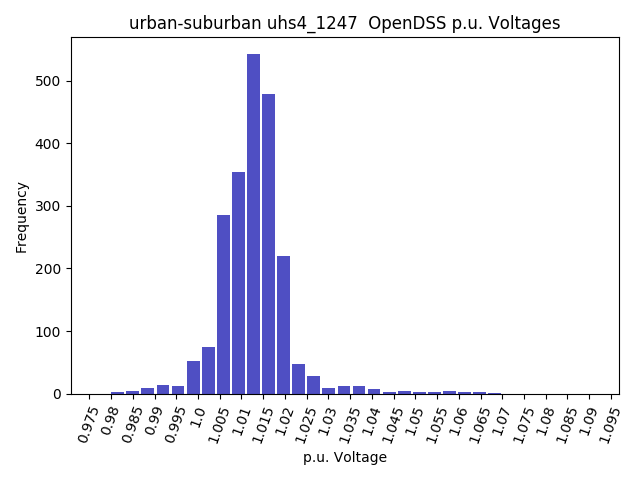 urban-suburban uhs4_1247  OpenDSS p.u. Voltages
Frequency
500
400
300
200
100
0
0.975 0.98 0.985 0.99 0.995 1.0 1.005 1.01 1.015 1.02 1.025 1.03 1.035 1.04 1.045 1.05 1.055 1.06 1.065 1.07 1.075 1.08 1.085 1.09 1.095
p.u. Voltage